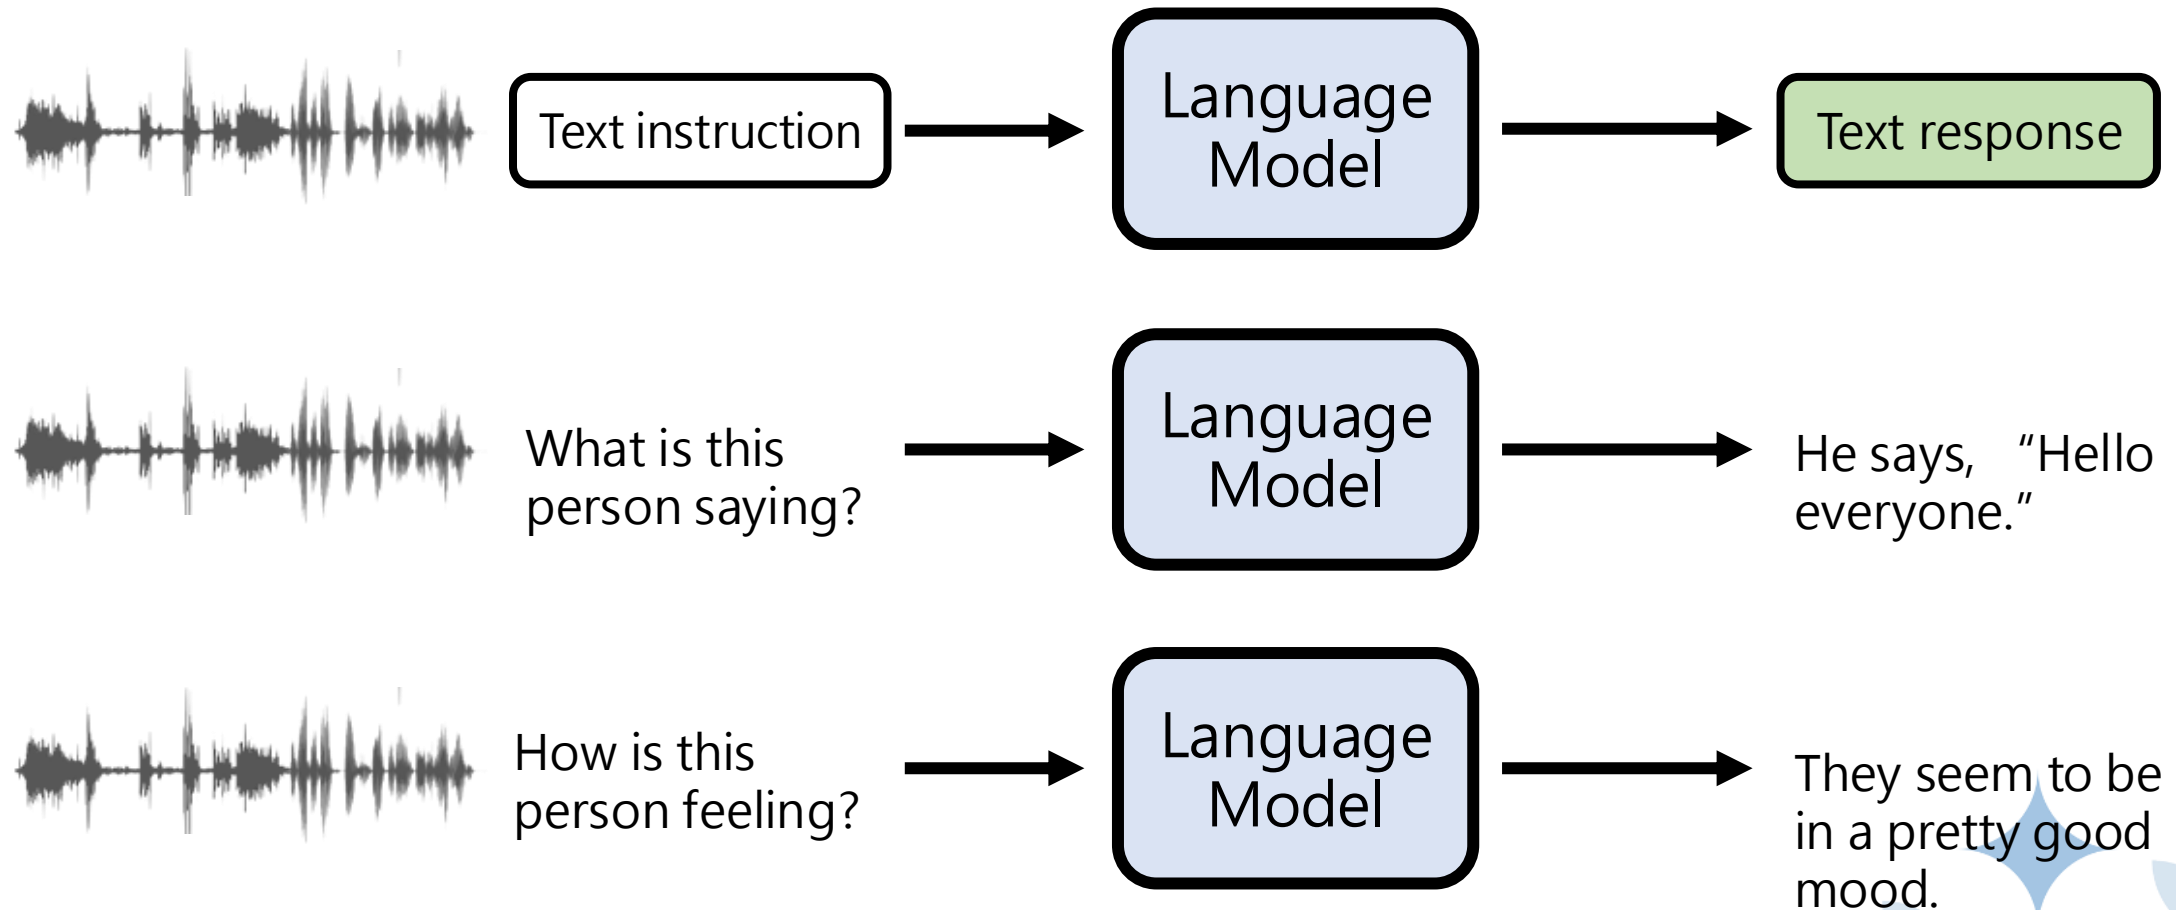 Text instruction
Language
Model
Text response
What is this
person saying?
Language
Model
He says, “Hello
everyone.”
How is this
person feeling?
Language
Model
They seem to be
in a pretty good
mood.